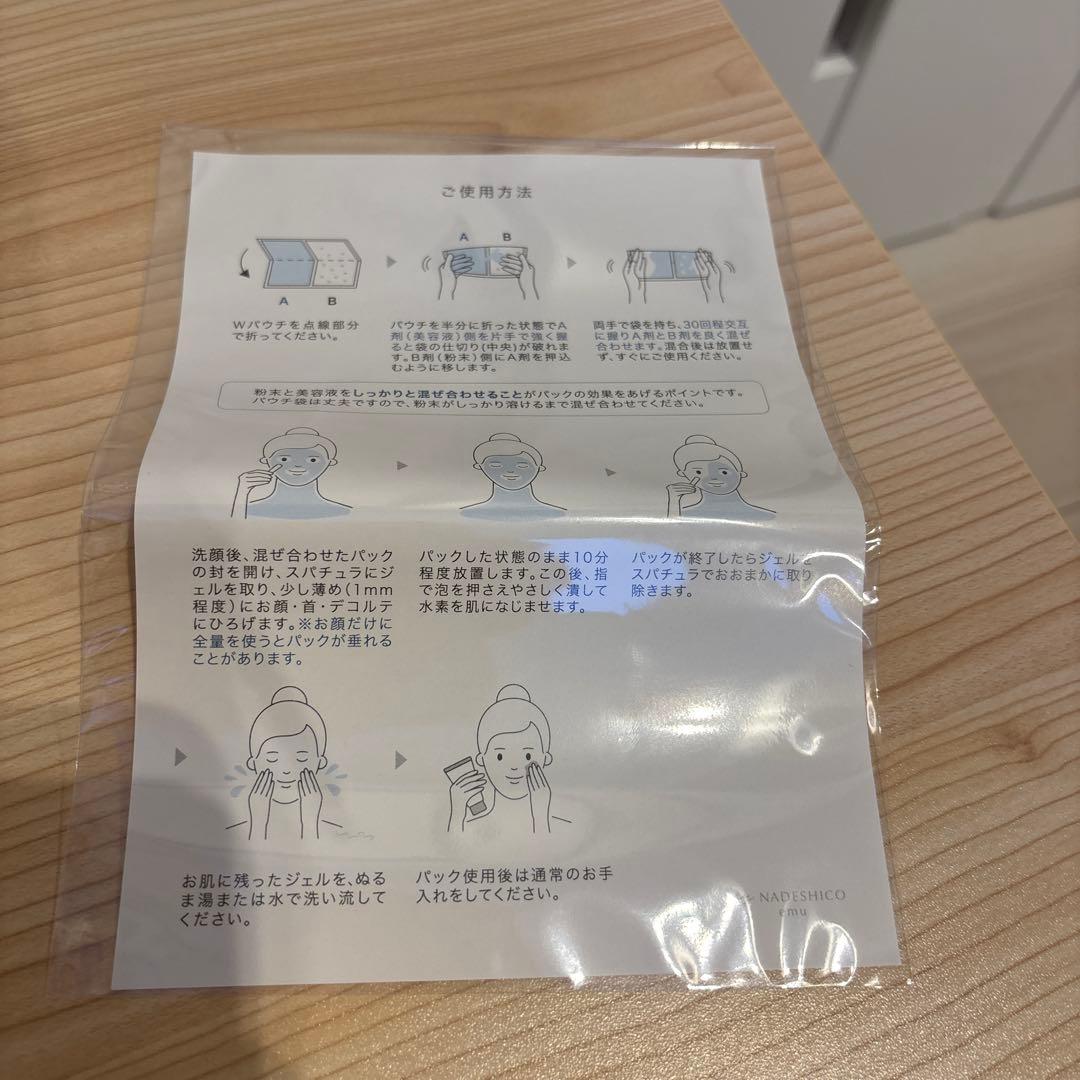 ご使用方法
A
B
A B
Wパウチを点線部分
で折ってください。
パウチを半分に折った状態でA
剤(美容液)側を片手で強く握
ると袋の仕切り(中央)が破れま
す。B剤(粉末)側にA剤を押込
むように移します。
両手で袋を持ち、30回程交互
に握りA剤とB剤を良く混ぜ
合わせます。混合後は放置せ
ず、すぐにご使用ください。
粉末と美容液をしっかりと混ぜ合わせることがパックの効果をあげるポイントです。
パウチ袋は丈夫ですので、粉末がしっかり溶けるまで混ぜ合わせてください。
洗顔後、混ぜ合わせたパック
の封を開け、スパチュラにジ
ェルを取り、少し薄め(1mm
程度)にお顔・首・デコルテ
にひろげます。※お顔だけに
全量を使うとパックが垂れる
ことがあります。
パックした状態のまま10分
程度放置します。この後、指
で泡を押さえやさしく潰して
水素を肌になじませます。
パックが終了したらジェルを
スパチュラでおおまかに取り
除きます。
お肌に残ったジェルを、ぬる
ま湯または水で洗い流して
ください。
パック使用後は通常のお手
入れをしてください。
NADESHICO
emu